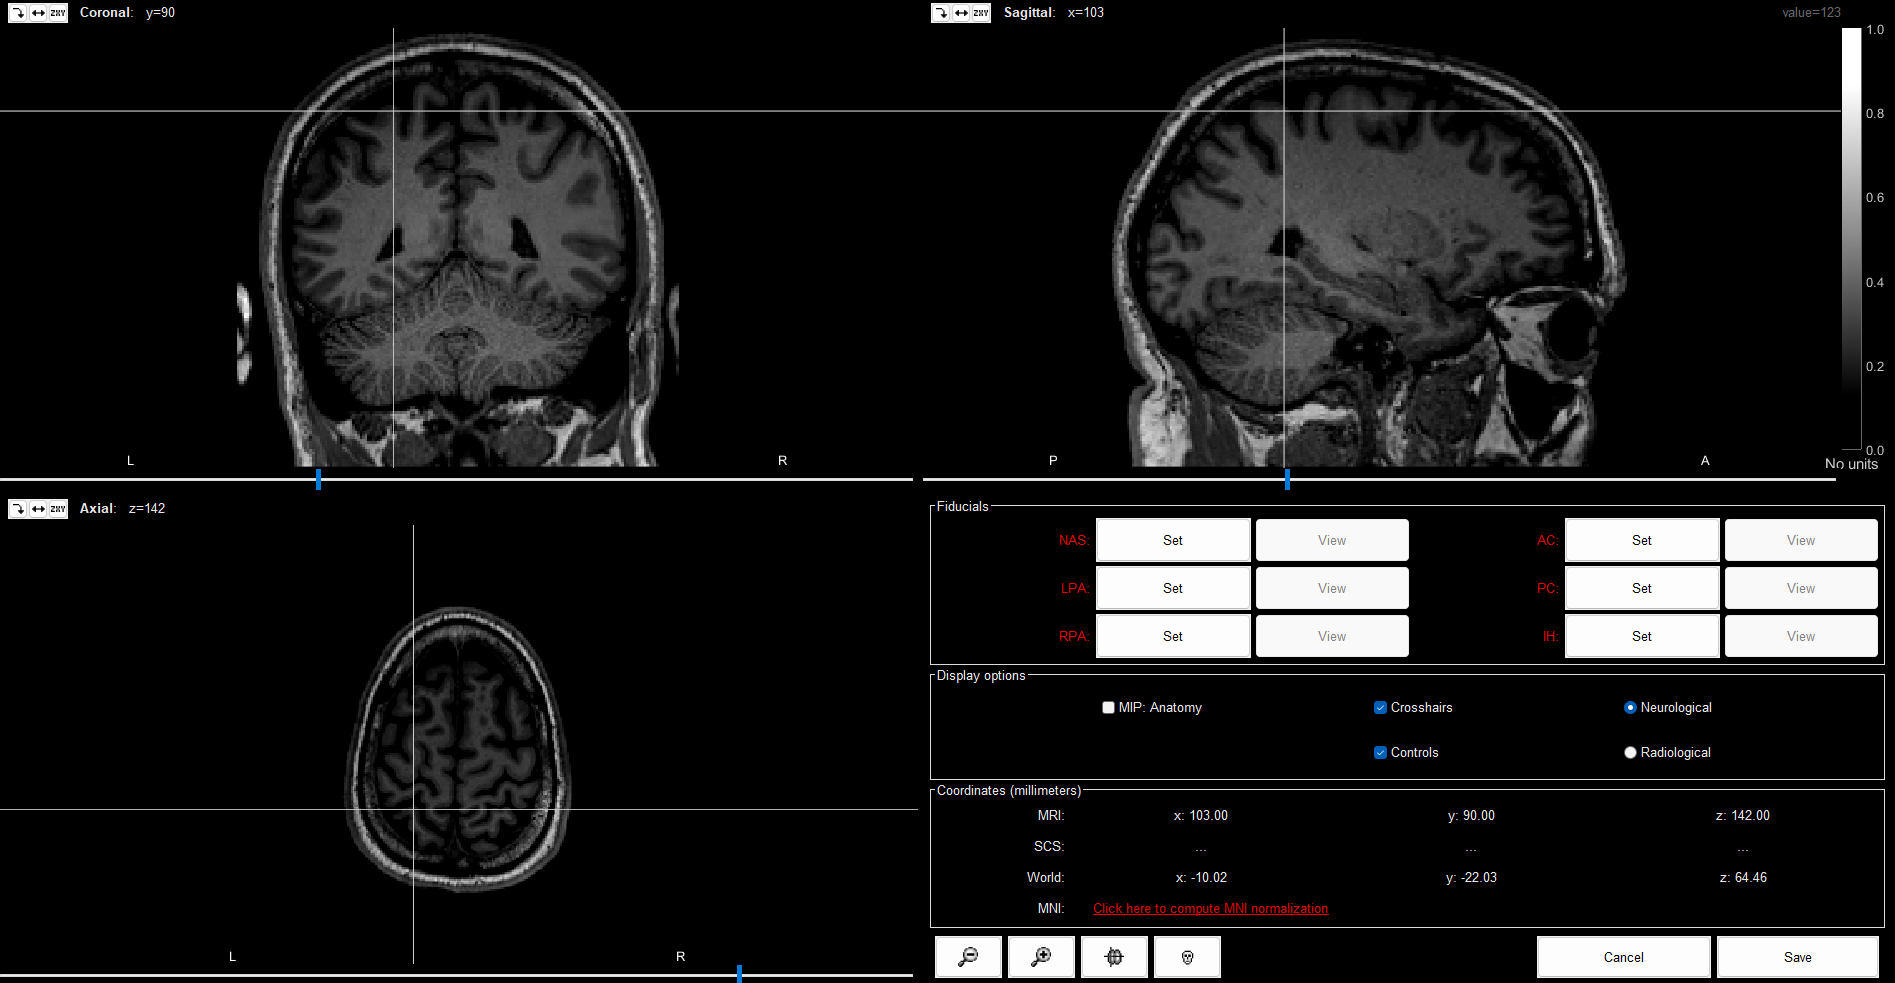 ZXY Coronal: y=90
ZXY Sagittal: x=103
value=123
1.0
0.8
0.6
0.4
0.2
0.0
No units
L R
P A
ZXY Axial: z=142
L R
Fiducials
NAS: Set View AC: Set View
LPA: Set View PC: Set View
RPA: Set View IH: Set View
Display options
MIP: Anatomy Crosshairs Neurological
Controls Radiological
Coordinates (millimeters)
MRI: x: 103.00 y: 90.00 z: 142.00
SCS: ... ... ...
World: x: -10.02 y: -22.03 z: 64.46
MNI: Click here to compute MNI normalization
Cancel Save